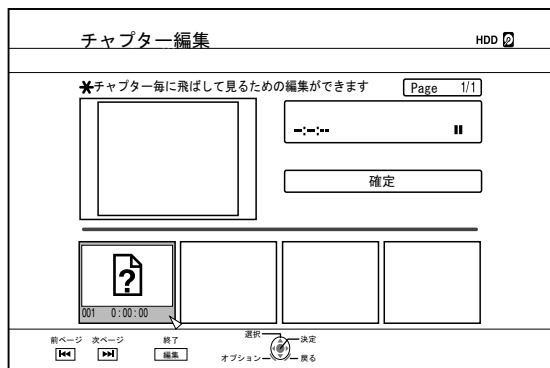 チャプター編集
HDD
*チャプター毎に飛ばして見るための編集ができます
Page 1/1
-:--:--
確定
?
001 0:00:00
前ページ 次ページ 終了 選択 決定
編集 オプション 戻る